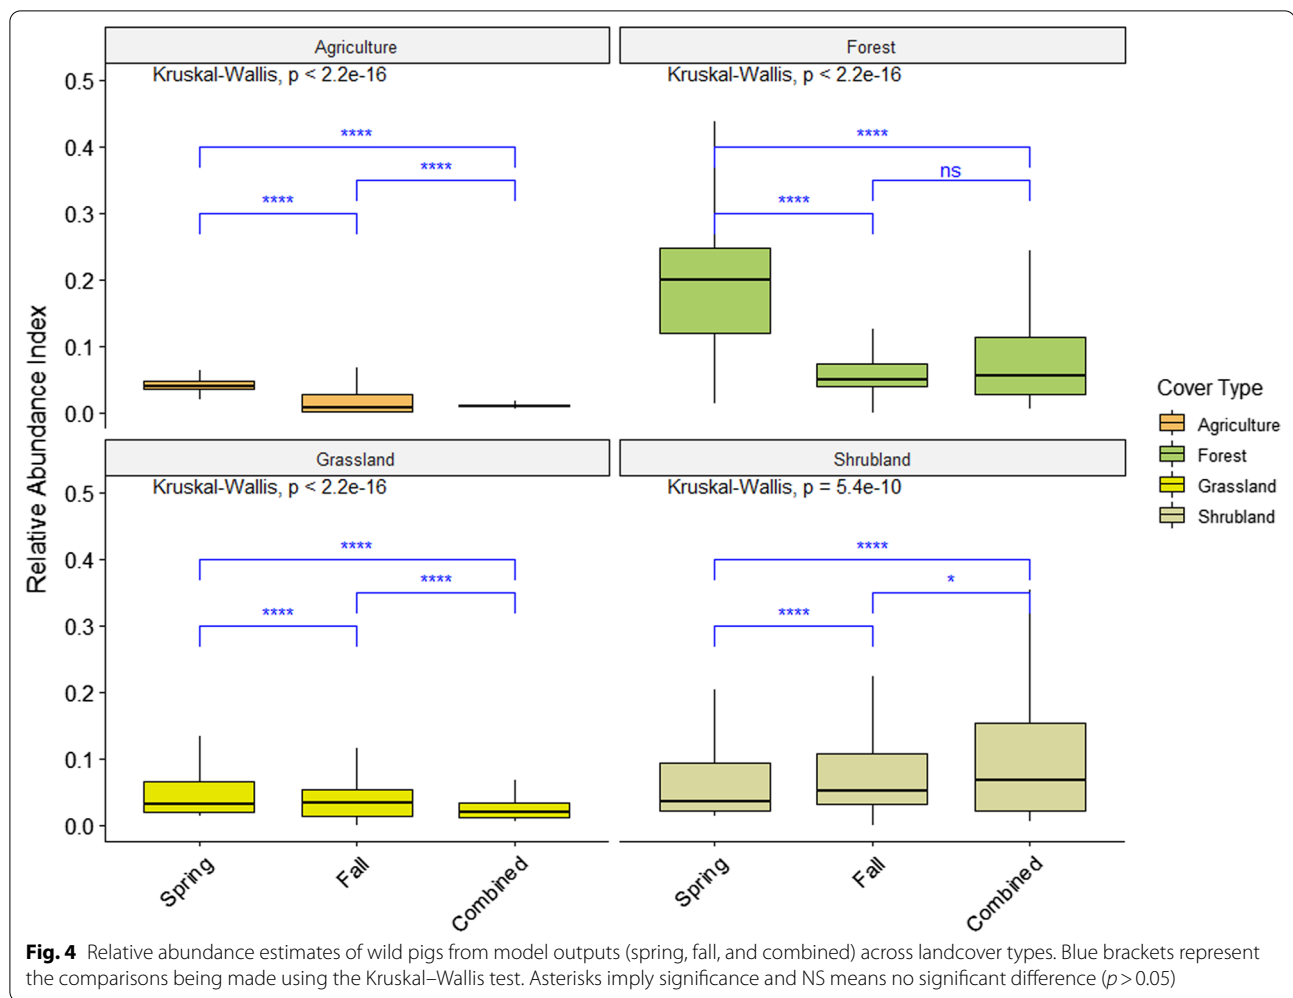 Agriculture
Forest
Kruskal-Wallis, p < 2.2e-16
Kruskal-Wallis, p < 2.2e-16
0.5
0.4
0.3
0.2
0.1
0.0
****
****
****
****
ns
****
Relative Abundance Index
Grassland
Shrubland
Kruskal-Wallis, p < 2.2e-16
Kruskal-Wallis, p = 5.4e-10
0.5
0.4
0.3
0.2
0.1
0.0
****
****
****
****
*
****
Spring
Fall
Combined
Spring
Fall
Combined
Cover Type
Agriculture
Forest
Grassland
Shrubland
Fig. 4 Relative abundance estimates of wild pigs from model outputs (spring, fall, and combined) across landcover types. Blue brackets represent
the comparisons being made using the Kruskal–Wallis test. Asterisks imply significance and NS means no significant difference (p > 0.05)